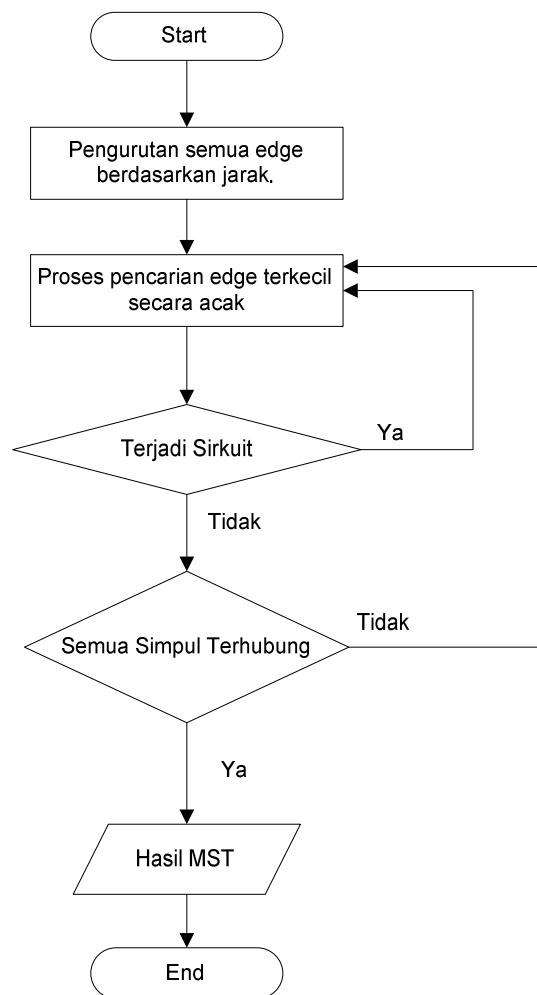 Start
Pengurutan semua edge
berdasarkan jarak.
Proses pencarian edge terkecil
secara acak
Terjadi Sirkuit
Ya
Tidak
Semua Simpul Terhubung
Tidak
Ya
Hasil MST
End